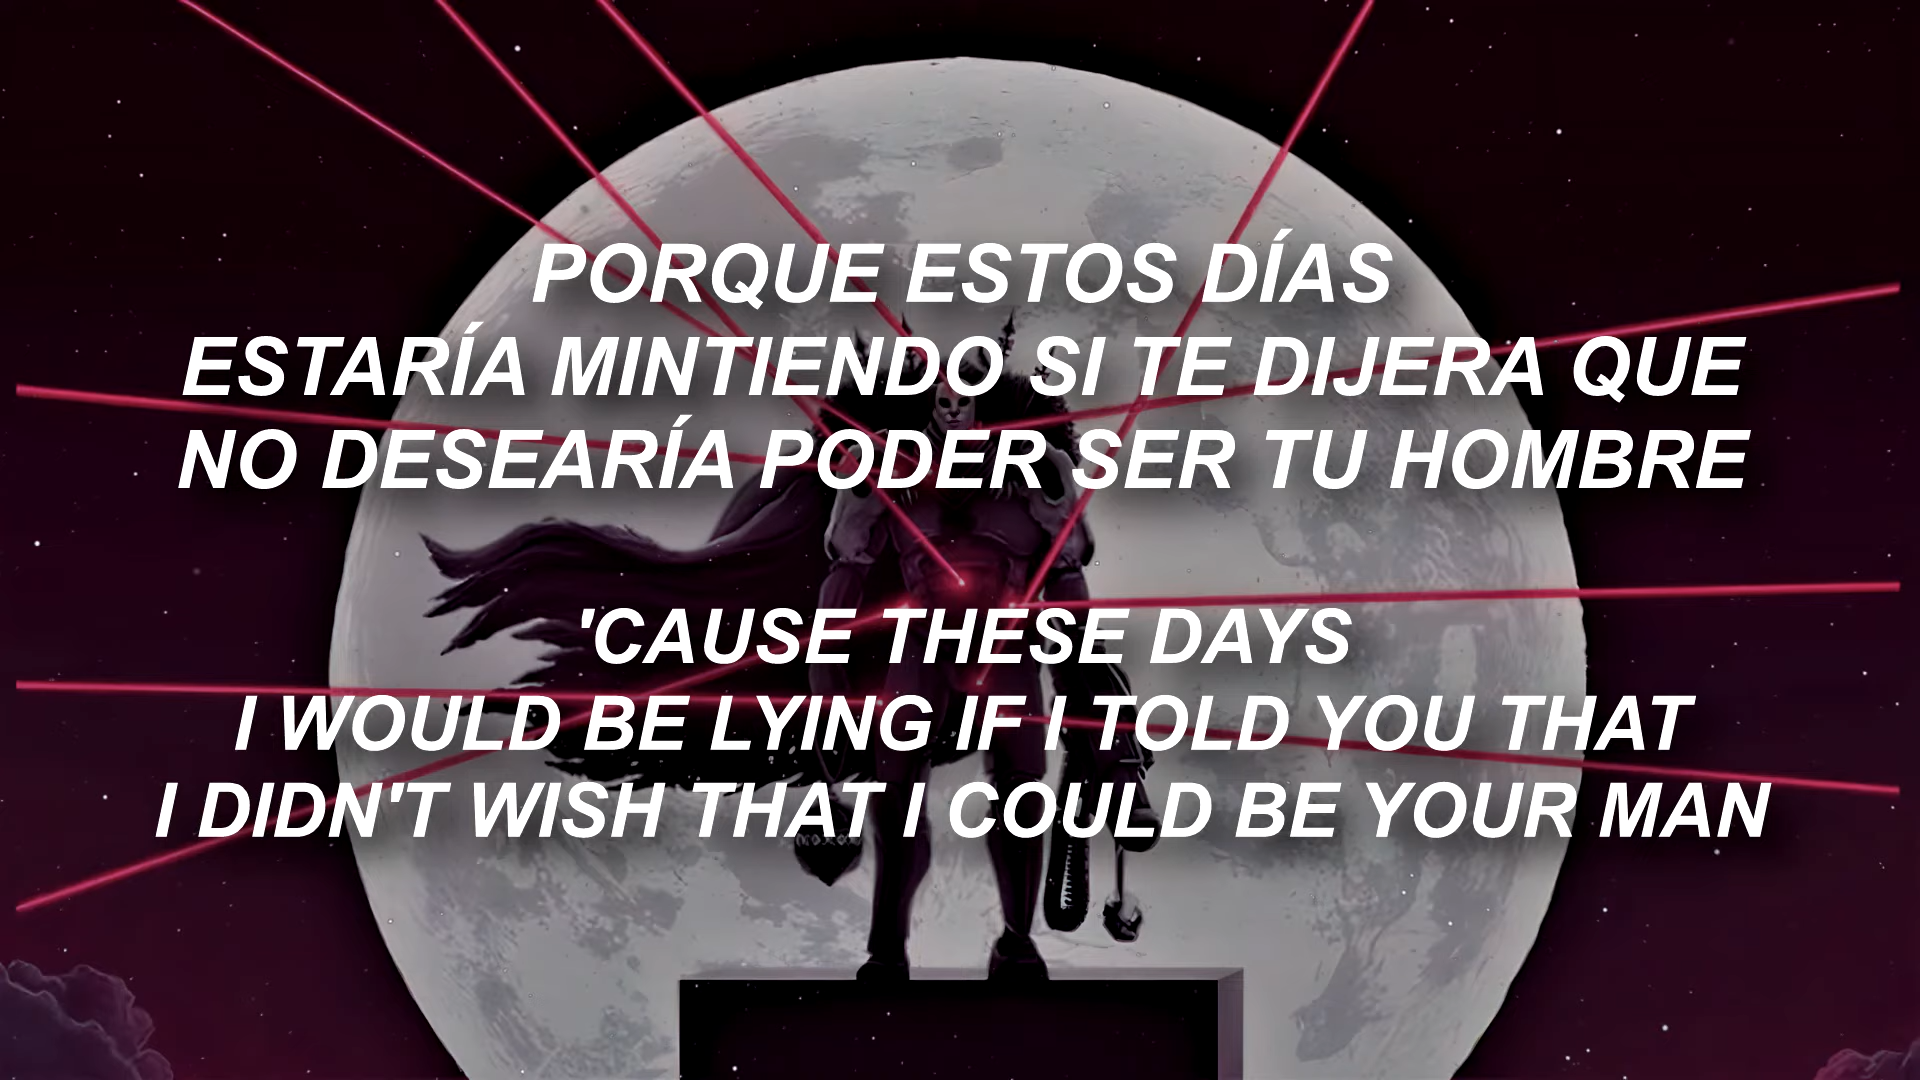 PORQUE ESTOS DÍAS
ESTARÍA MINTIENDO SI TE DIJERA QUE
NO DESEARÍA PODER SER TU HOMBRE
'CAUSE THESE DAYS
I WOULD BE LYING IF I TOLD YOU THAT
I DIDN'T WISH THAT I COULD BE YOUR MAN